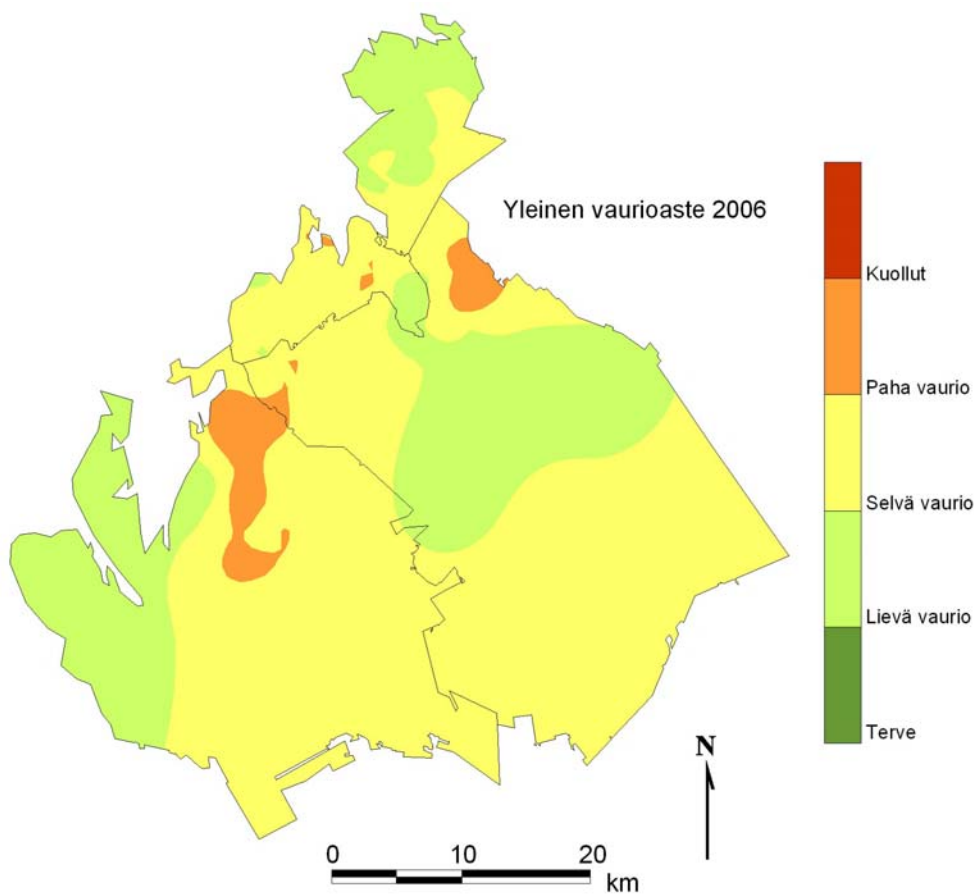 Yleinen vaurioaste 2006
Kuollut
Paha vaurio
Selvä vaurio
Lievä vaurio
Terve
N
0 10 20
km